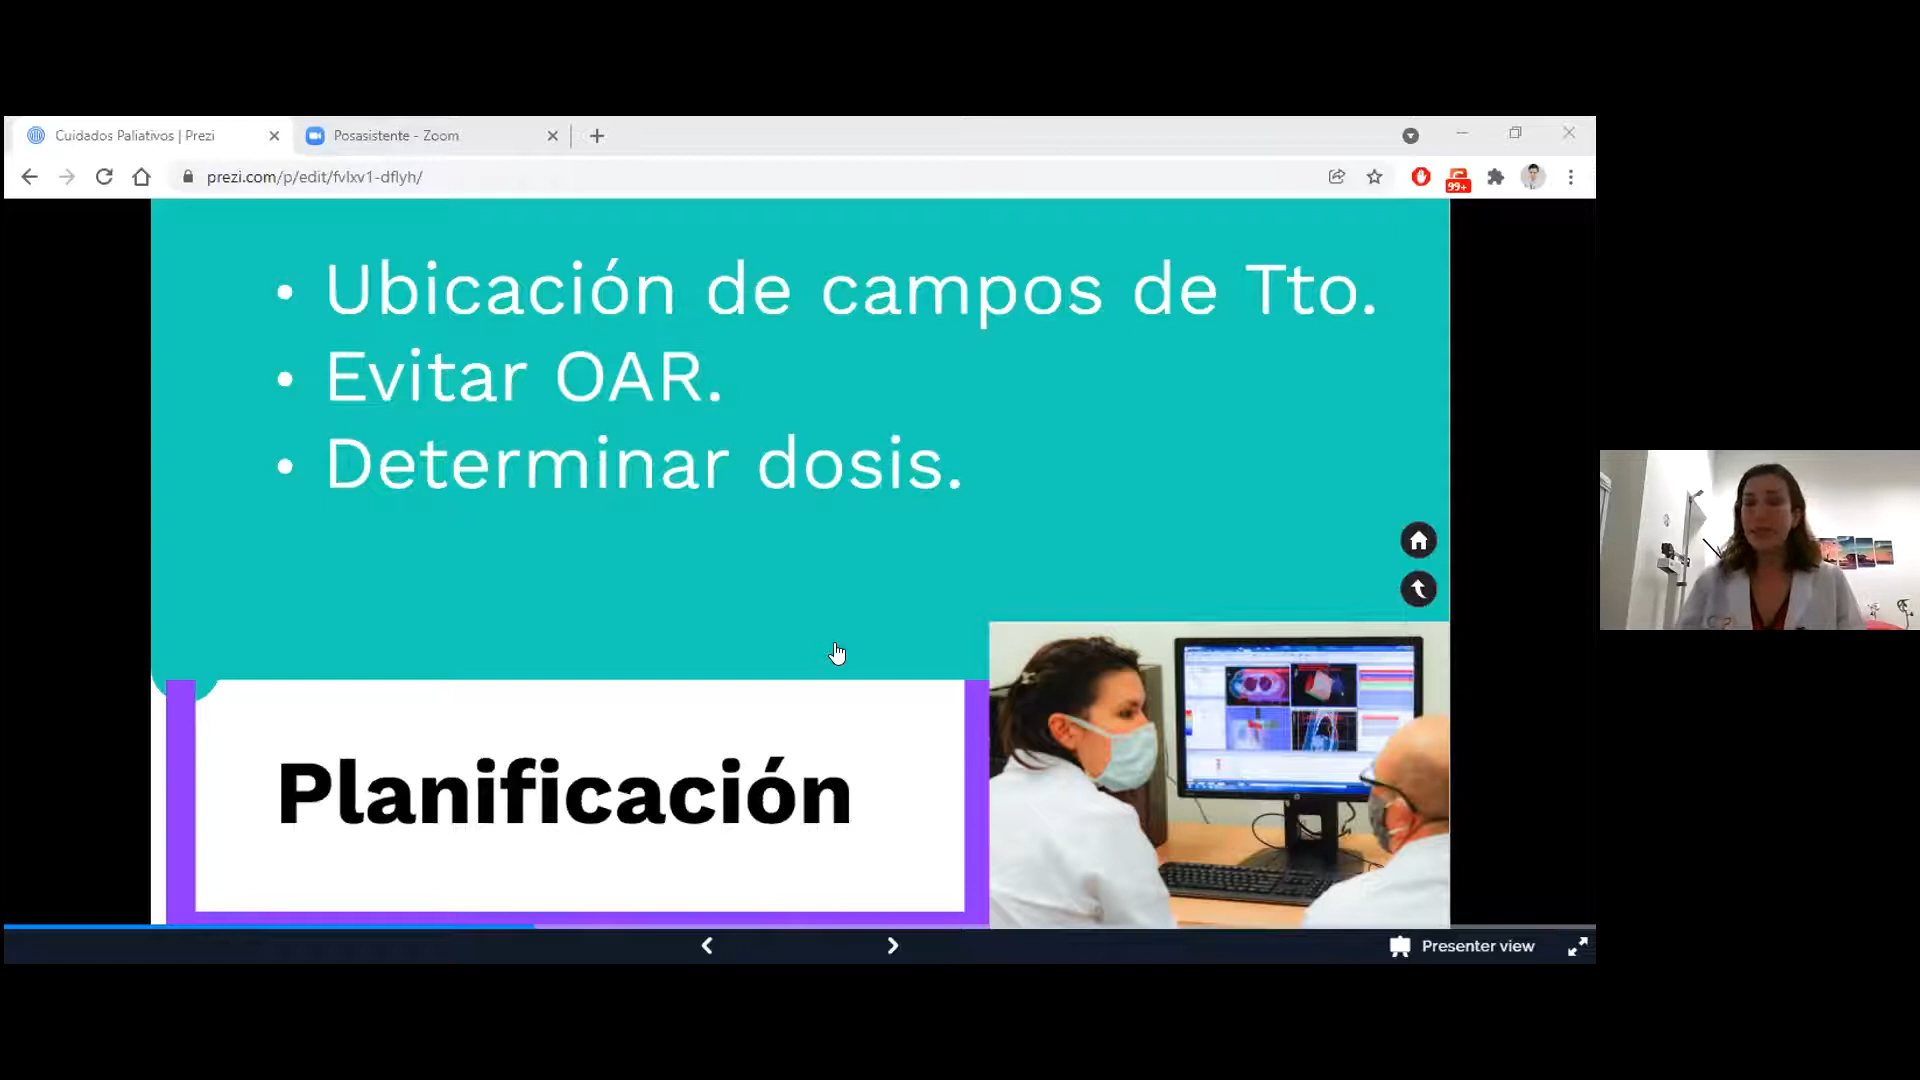 Cuidados Paliativos | Prezi
Posasistente - Zoom
prezi.com/p/edit/fvlxv1-dflyh/
99+
• Ubicación de campos de Tto.
• Evitar OAR.
• Determinar dosis.
Planificación
Presenter view